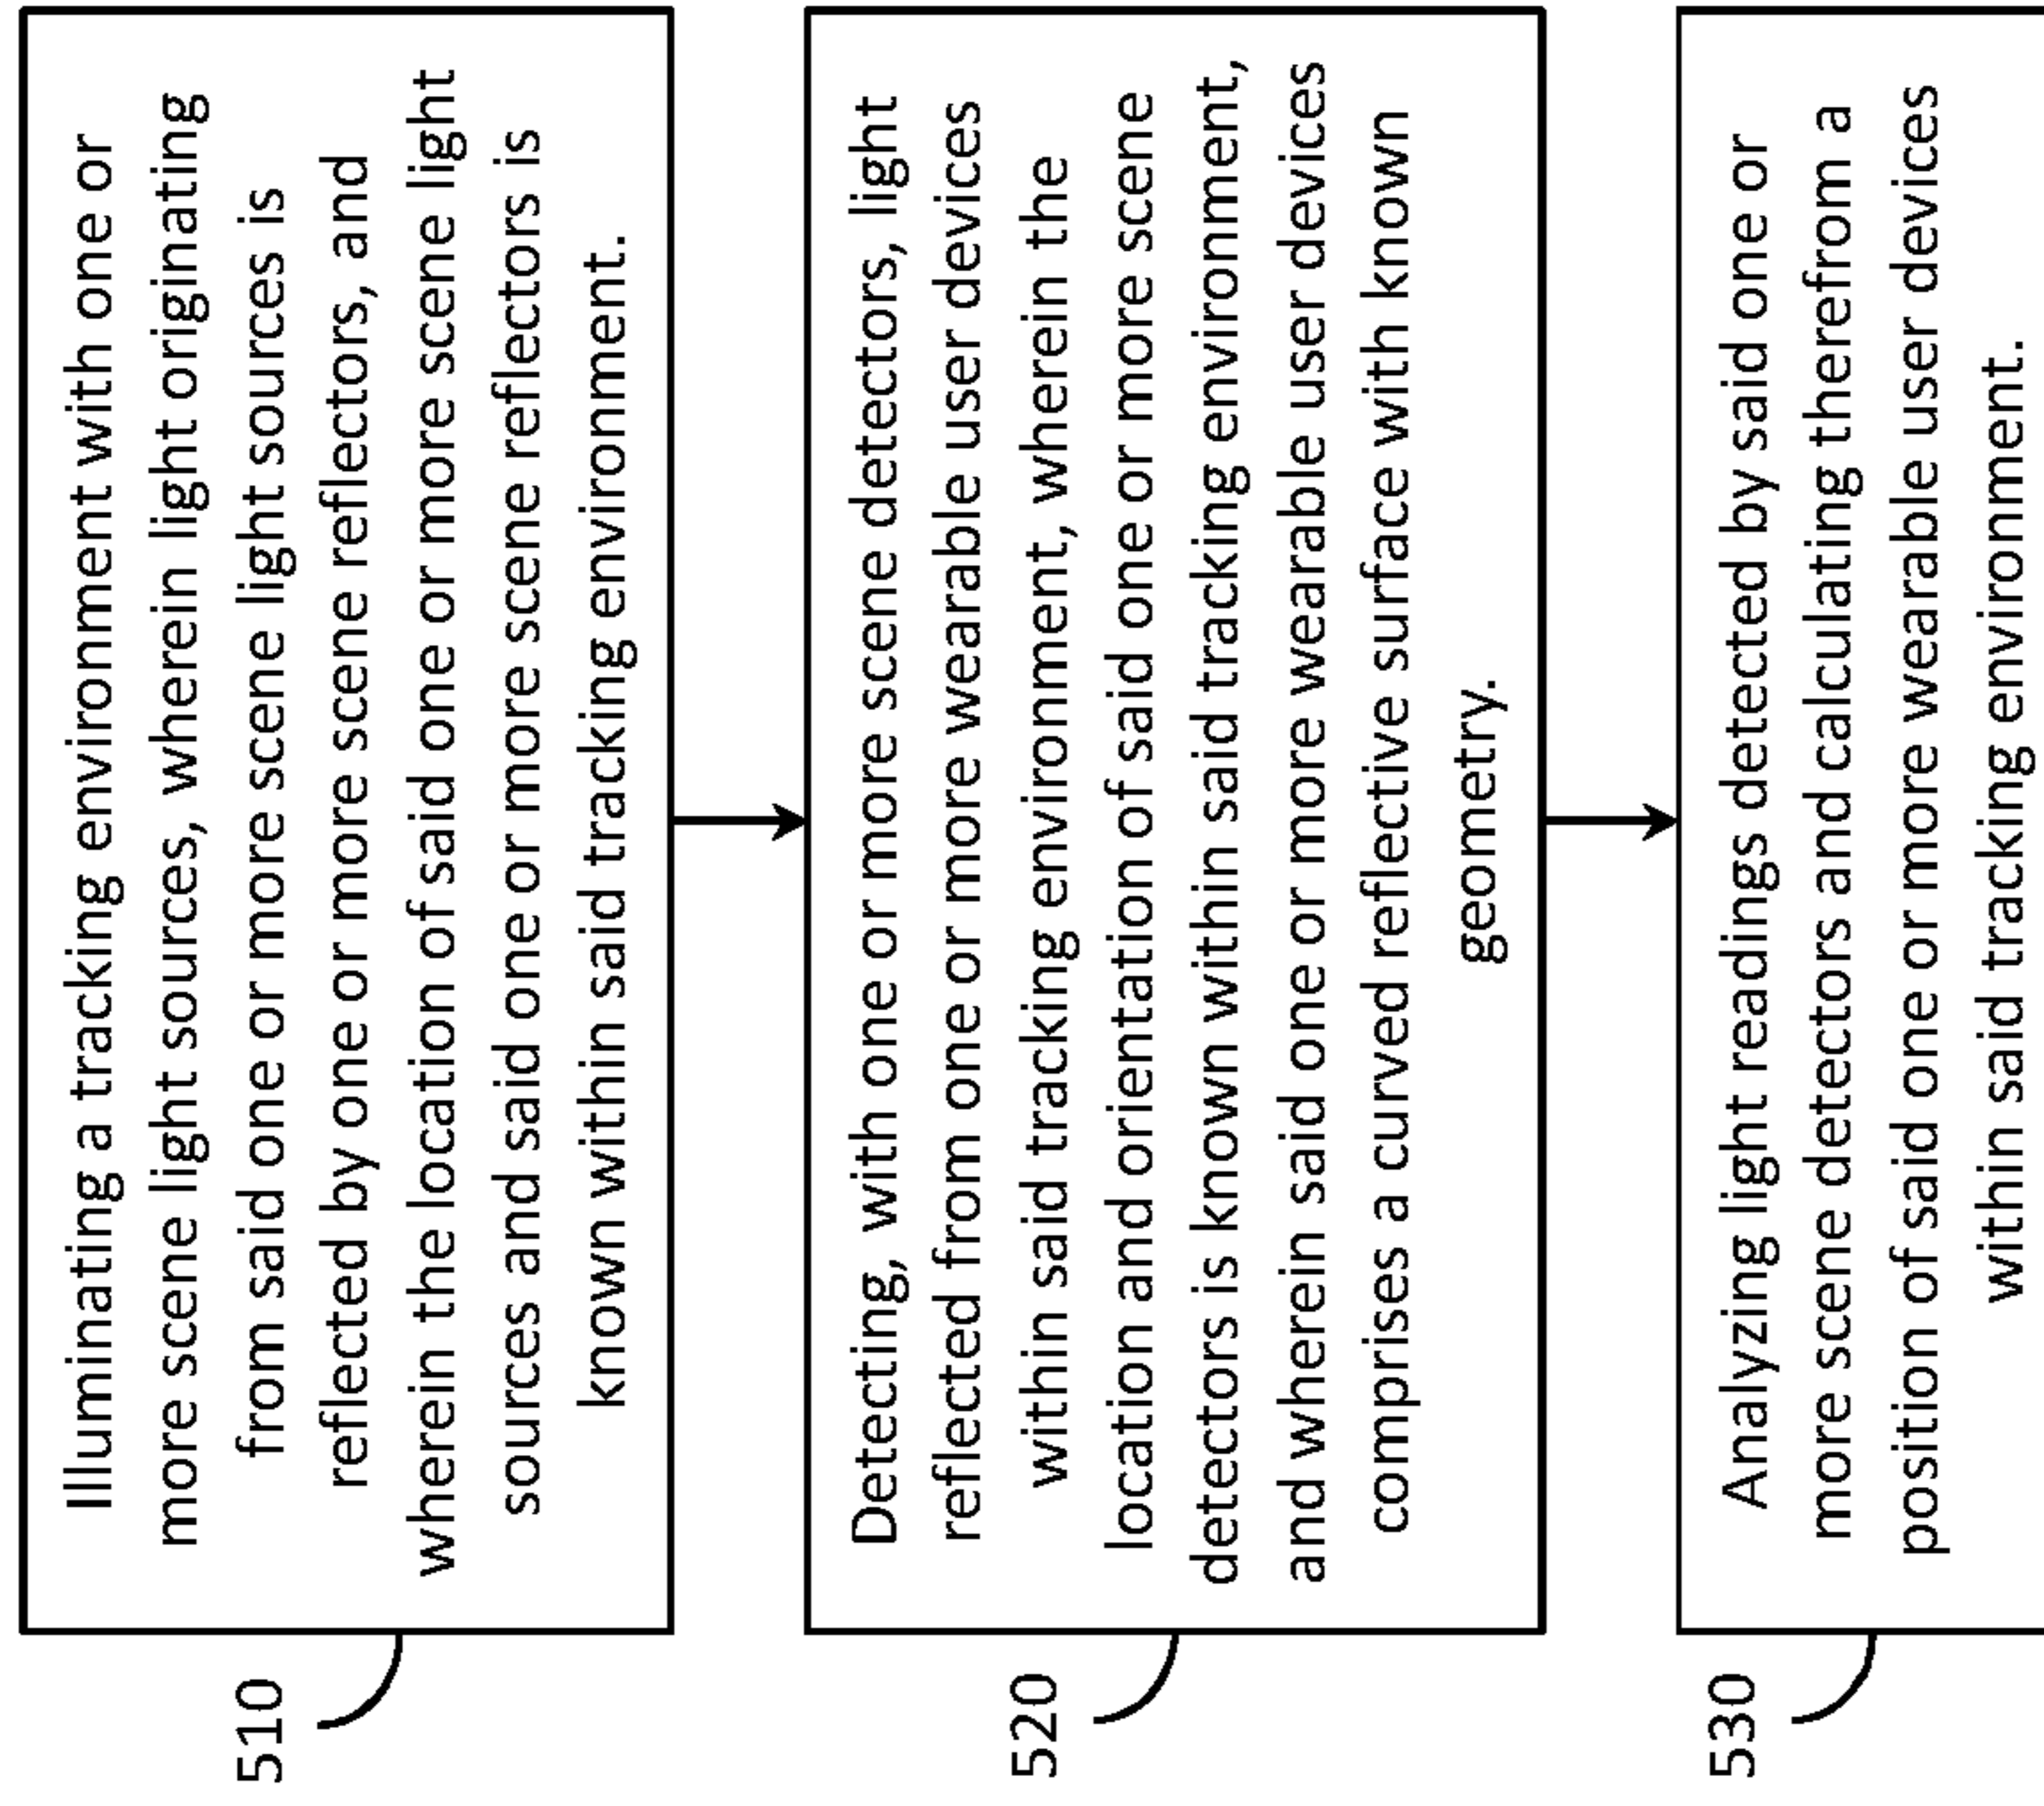 510
Illuminating a tracking environment with one or
more scene light sources, wherein light originating
from said one or more scene light sources is
reflected by one or more scene reflectors, and
wherein the location of said one or more scene light
sources and said one or more scene reflectors is
known within said tracking environment.
520
Detecting, with one or more scene detectors, light
reflected from one or more wearable user devices
within said tracking environment, wherein the
location and orientation of said one or more scene
detectors is known within said tracking environment,
and wherein said one or more wearable user devices
comprises a curved reflective surface with known
geometry.
530
Analyzing light readings detected by said one or
more scene detectors and calculating therefrom a
position of said one or more wearable user devices
within said tracking environment.